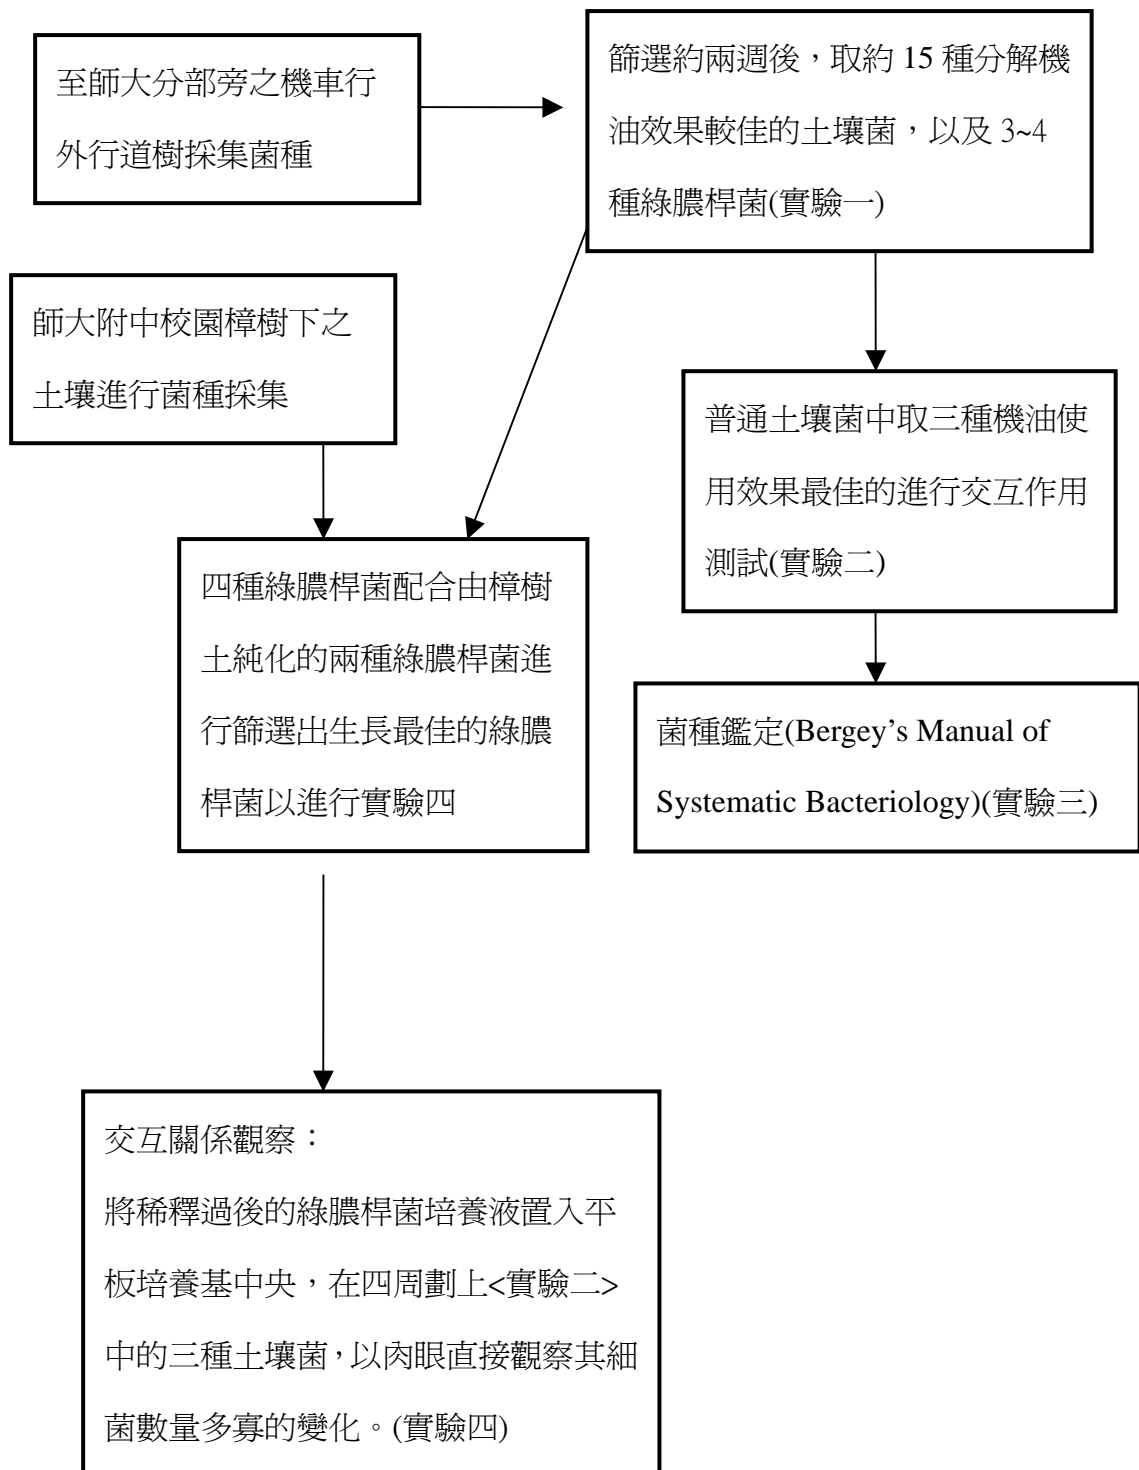 至師大分部旁之機車行
外行道樹採集菌種
篩選約兩週後，取約 15 種分解機
油效果較佳的土壤菌，以及 3~4
種綠膿桿菌(實驗一)
師大附中校園樟樹下之
土壤進行菌種採集
普通土壤菌中取三種機油使
用效果最佳的進行交互作用
測試(實驗二)
四種綠膿桿菌配合由樟樹
土純化的兩種綠膿桿菌進
行篩選出生長最佳的綠膿
桿菌以進行實驗四
菌種鑑定(Bergey's Manual of
Systematic Bacteriology)(實驗三)
交互關係觀察：
將稀釋過後的綠膿桿菌培養液置入平
板培養基中央，在四周劃上<實驗二>
中的三種土壤菌，以肉眼直接觀察其細
菌數量多寡的變化。(實驗四)